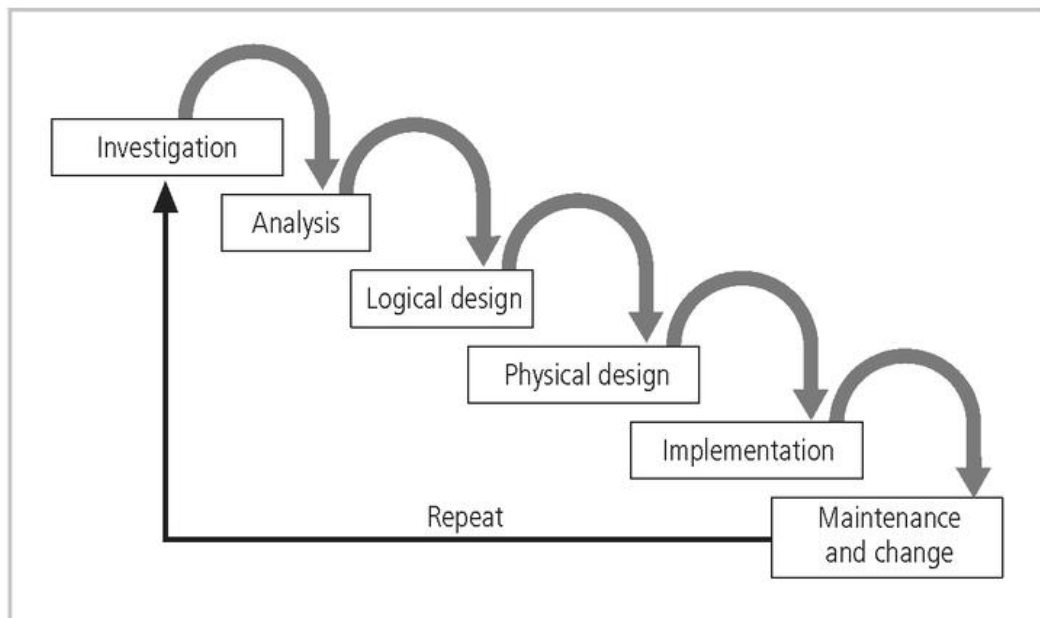 Investigation
Analysis
Logical design
Physical design
Implementation
Maintenance
and change
Repeat